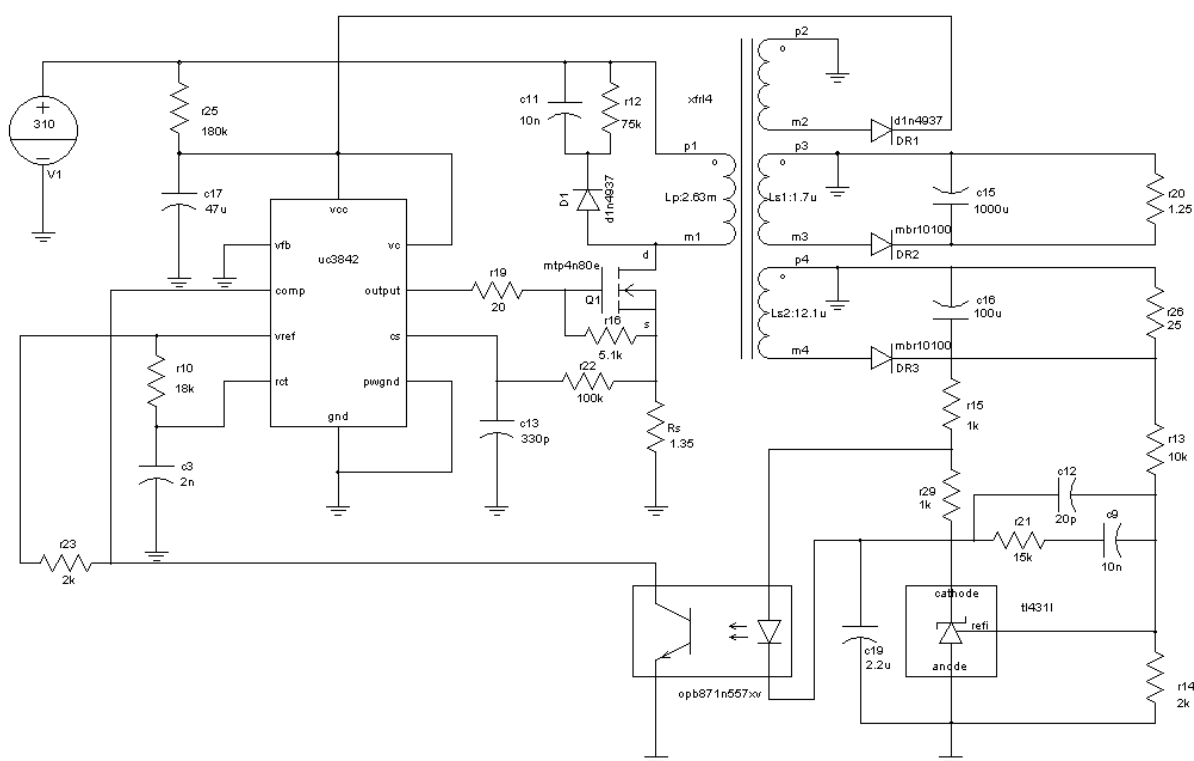 p2
c11
10n
r12
75k
xfrl4
r25
180k
310
V1
m2
d1n4937
DR1
p1
p3
c17
47u
D1
d1n4937
Lp:2.63m
Ls1:1.7u
c15
1000u
r20
1.25
vcc
vfb
vc
uc3842
m1
m3
mbr10100
DR2
d
mtp4n80e
p4
r19
20
Q1
comp
output
c16
100u
r26
25
Ls2:12.1u
r16
5.1k
s
vref
cs
m4
mbr10100
DR3
r10
18k
r22
100k
rct
pwgnd
gnd
r15
1k
c13
330p
Rs
1.35
r13
10k
c3
2n
c12
20p
r29
1k
r21
15k
c9
10n
r23
2k
cathode
tl431l
refi
anode
c19
2.2u
opb871n557xv
r14
2k